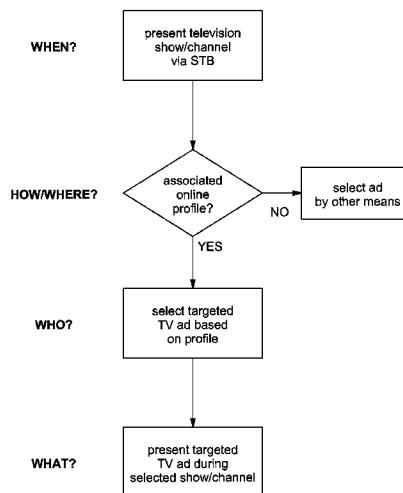 WHEN?
present television
show/channel
via STB
HOW/WHERE?
associated
online
profile?
NO
select ad
by other means
YES
WHO?
select targeted
TV ad based
on profile
WHAT?
present targeted
TV ad during
selected show/channel